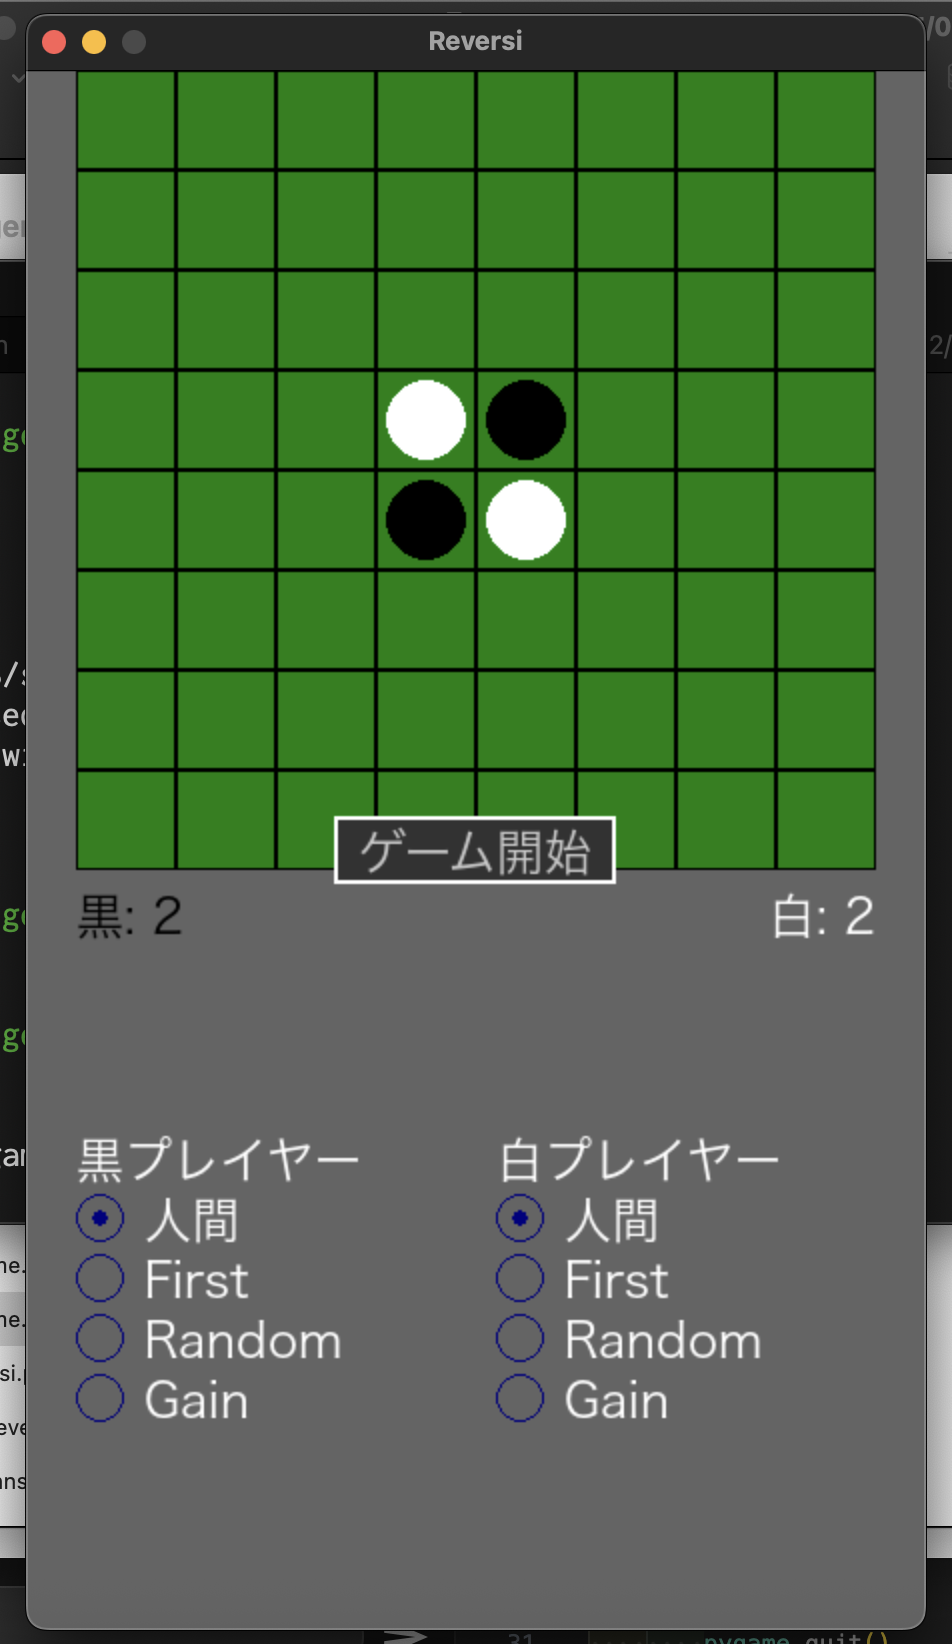 Reversi
ゲーム開始
黒: 2
白: 2
黒プレイヤー
人間
First
Random
Gain
白プレイヤー
人間
First
Random
Gain
31
pygame.quit()